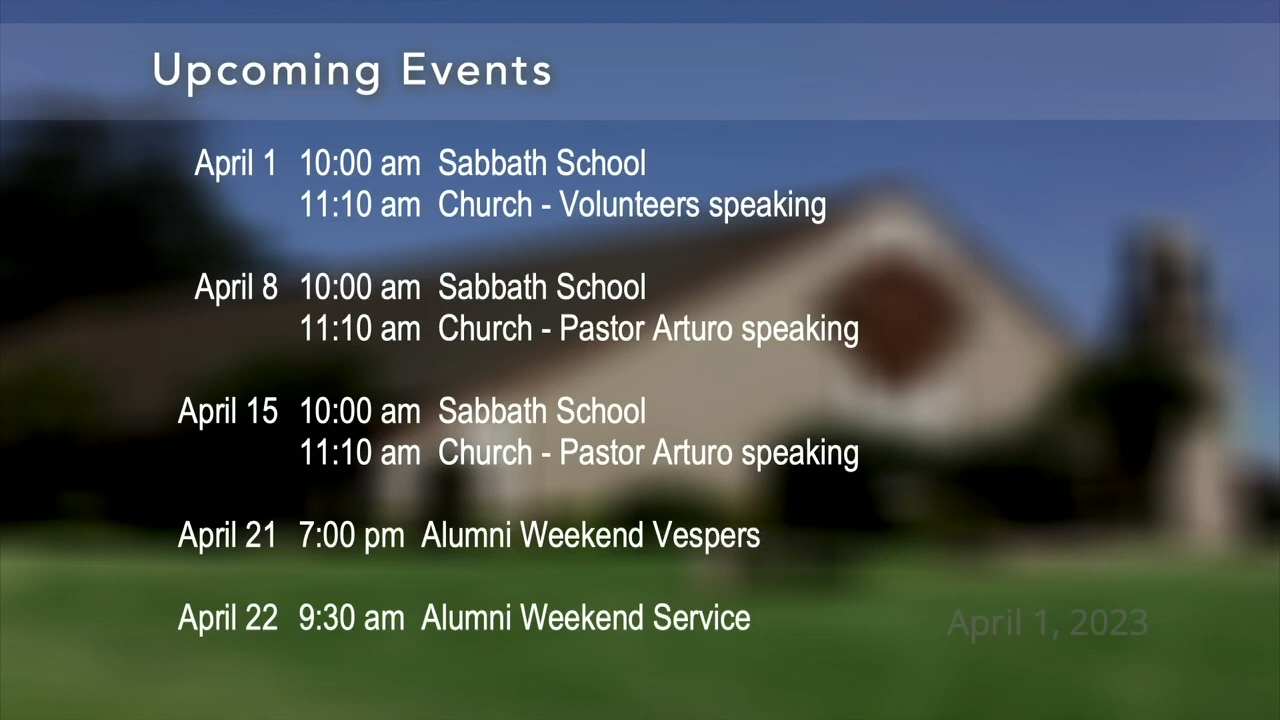 Upcoming Events
April 1 10:00 am Sabbath School
11:10 am Church - Volunteers speaking
April 8 10:00 am Sabbath School
11:10 am Church - Pastor Arturo speaking
April 15 10:00 am Sabbath School
11:10 am Church - Pastor Arturo speaking
April 21 7:00 pm Alumni Weekend Vespers
April 22 9:30 am Alumni Weekend Service
April 1, 2023